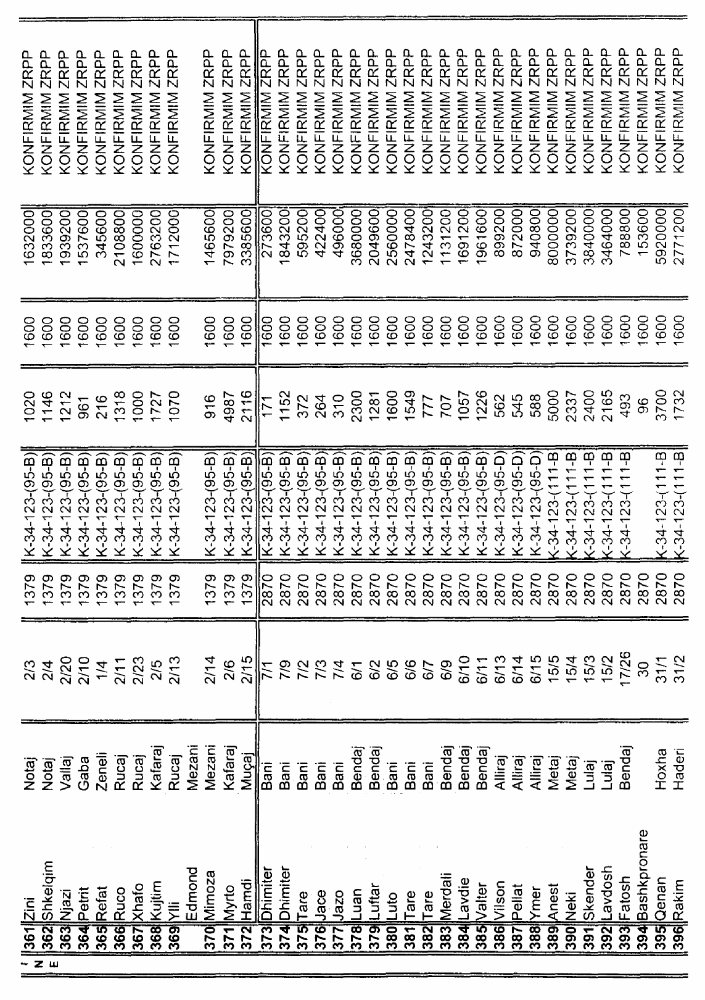 I
N
E
361 Zini Notaj 2/3 1379 K-34-123-(95-B) 1020 1600 1632000 KONFIRMIM ZRPP
362 Shkelqim Notaj 2/4 1379 K-34-123-(95-B) 1146 1600 1833600 KONFIRMIM ZRPP
363 Njazi Vallaj 2/20 1379 K-34-123-(95-B) 1212 1600 1939200 KONFIRMIM ZRPP
364 Petrit Gaba 2/10 1379 K-34-123-(95-B) 961 1600 1537600 KONFIRMIM ZRPP
365 Refat Zeneli 1/4 1379 K-34-123-(95-B) 216 1600 345600 KONFIRMIM ZRPP
366 Ruco Rucaj 2/11 1379 K-34-123-(95-B) 1318 1600 2108800 KONFIRMIM ZRPP
367 Xhafo Rucaj 2/23 1379 K-34-123-(95-B) 1000 1600 1600000 KONFIRMIM ZRPP
368 Kujtim Kafaraj 2/5 1379 K-34-123-(95-B) 1727 1600 2763200 KONFIRMIM ZRPP
369 Ylli Rucaj 2/13 1379 K-34-123-(95-B) 1070 1600 1712000 KONFIRMIM ZRPP
Edmond Mezani
370 Mimoza Mezani 2/14 1379 K-34-123-(95-B) 916 1600 1465600 KONFIRMIM ZRPP
371 Myrto Kafaraj 2/6 1379 K-34-123-(95-B) 4987 1600 7979200 KONFIRMIM ZRPP
372 Hamdi Muçaj 2/15 1379 K-34-123-(95-B) 2116 1600 3385600 KONFIRMIM ZRPP
373 Dhimiter Bani 7/1 2870 K-34-123-(95-B) 171 1600 273600 KONFIRMIM ZRPP
374 Dhimiter Bani 7/9 2870 K-34-123-(95-B) 1152 1600 1843200 KONFIRMIM ZRPP
375 Tare Bani 7/2 2870 K-34-123-(95-B) 372 1600 595200 KONFIRMIM ZRPP
376 Jace Bani 7/3 2870 K-34-123-(95-B) 264 1600 422400 KONFIRMIM ZRPP
377 Jazo Bani 7/4 2870 K-34-123-(95-B) 310 1600 496000 KONFIRMIM ZRPP
378 Luan Bendaj 6/1 2870 K-34-123-(95-B) 2300 1600 3680000 KONFIRMIM ZRPP
379 Luftar Bendaj 6/2 2870 K-34-123-(95-B) 1281 1600 2049600 KONFIRMIM ZRPP
380 Luto Bani 6/5 2870 K-34-123-(95-B) 1600 1600 2560000 KONFIRMIM ZRPP
381 Tare Bani 6/6 2870 K-34-123-(95-B) 1549 1600 2478400 KONFIRMIM ZRPP
382 Tare Bani 6/7 2870 K-34-123-(95-B) 777 1600 1243200 KONFIRMIM ZRPP
383 Merdali Bendaj 6/9 2870 K-34-123-(95-B) 707 1600 1131200 KONFIRMIM ZRPP
384 Lavdie Bendaj 6/10 2870 K-34-123-(95-B) 1057 1600 1691200 KONFIRMIM ZRPP
385 Valter Bendaj 6/11 2870 K-34-123-(95-B) 1226 1600 1961600 KONFIRMIM ZRPP
386 Vilson Alliraj 6/13 2870 K-34-123-(95-D) 562 1600 899200 KONFIRMIM ZRPP
387 Pellat Alliraj 6/14 2870 K-34-123-(95-D) 545 1600 872000 KONFIRMIM ZRPP
388 Ymer Alliraj 6/15 2870 K-34-123-(95-D) 588 1600 940800 KONFIRMIM ZRPP
389 Anest Metaj 15/5 2870 K-34-123-(111-B 5000 1600 8000000 KONFIRMIM ZRPP
390 Neki Metaj 15/4 2870 K-34-123-(111-B 2337 1600 3739200 KONFIRMIM ZRPP
391 Skender Lulaj 15/3 2870 K-34-123-(111-B 2400 1600 3840000 KONFIRMIM ZRPP
392 Lavdosh Lulaj 15/2 2870 K-34-123-(111-B 2165 1600 3464000 KONFIRMIM ZRPP
393 Fatosh Bendaj 17/26 2870 K-34-123-(111-B 493 1600 788800 KONFIRMIM ZRPP
394 Bashkpronare 30 2870 96 1600 153600 KONFIRMIM ZRPP
395 Qenan Hoxha 31/1 2870 K-34-123-(111-B 3700 1600 5920000 KONFIRMIM ZRPP
396 Rakim Haderi 31/2 2870 K-34-123-(111-B 1732 1600 2771200 KONFIRMIM ZRPP